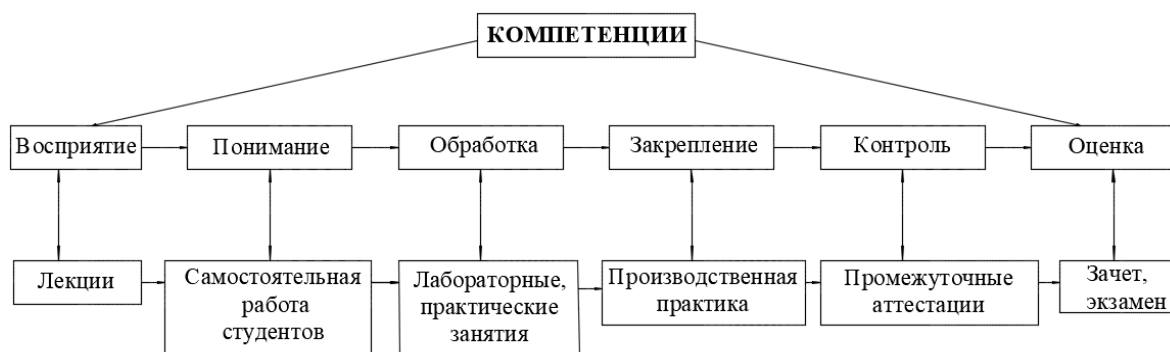 КОМПЕТЕНЦИИ
Восприятие
Понимание
Обработка
Закрепление
Контроль
Оценка
Лекции
Самостоятельная
работа
студентов
Лабораторные,
практические
занятия
Производственная
практика
Промежуточные
аттестации
Зачет,
экзамен